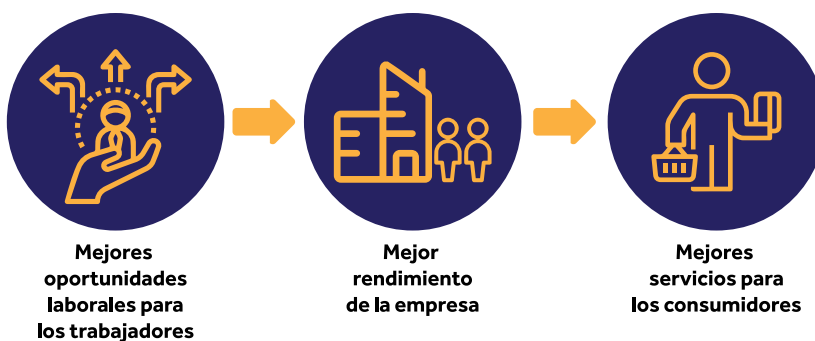 Mejores
oportunidades
laborales para
los trabajadores
Mejor
rendimiento
de la empresa
Mejores
servicios para
los consumidores